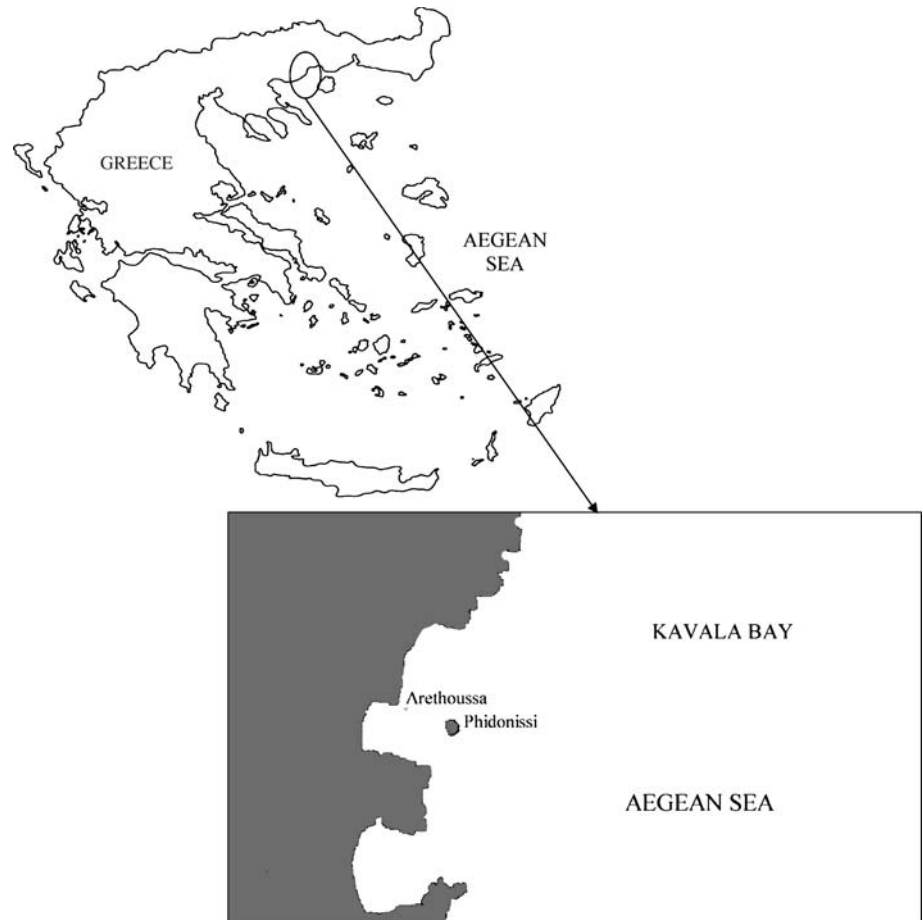 GREECE
AEGEAN
SEA
KAVALA BAY
Arethoussa
Phidonissi
AEGEAN SEA